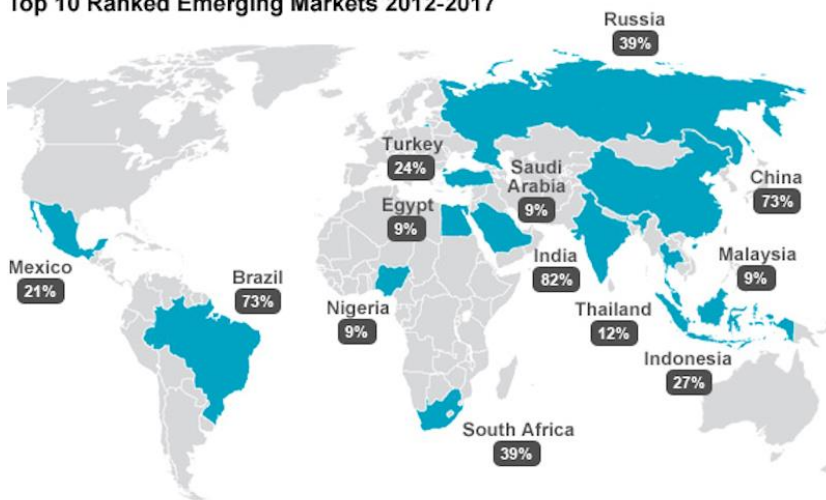 Top 10 Ranked Emerging Markets 2012-2017
Russia
39%
Turkey
24%
Saudi
Arabia
9%
China
73%
Egypt
9%
India
82%
Malaysia
9%
Mexico
21%
Brazil
73%
Nigeria
9%
Thailand
12%
Indonesia
27%
South Africa
39%